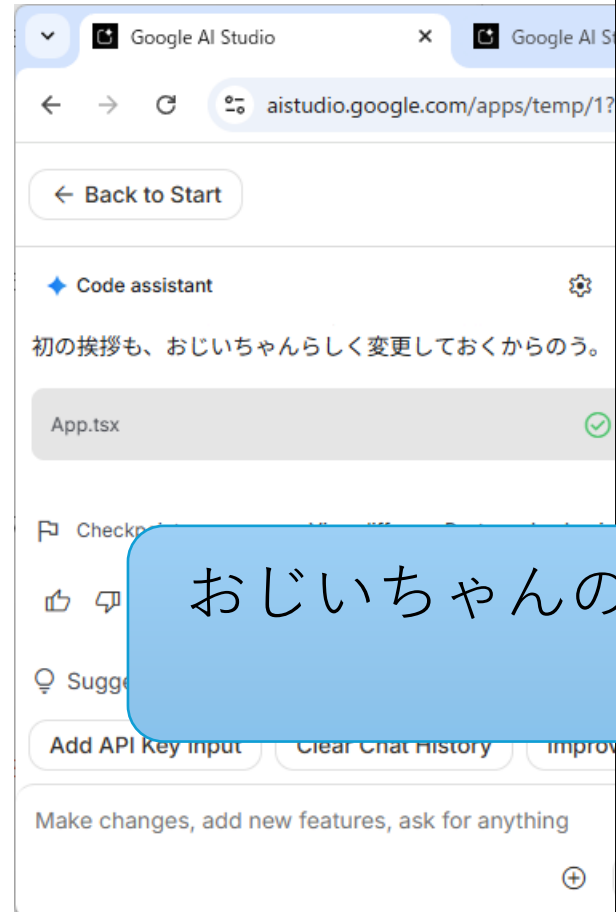 Google AI Studio
Google AI
aistudio.google.com/apps/temp/1?
Back to Start
Code assistant
初の挨拶も、おじいちゃんらしく変更しておくからのう。
App.tsx
おじいちゃんの
Add API Key Input
Clear Chat History
Make changes, add new features, ask for anything